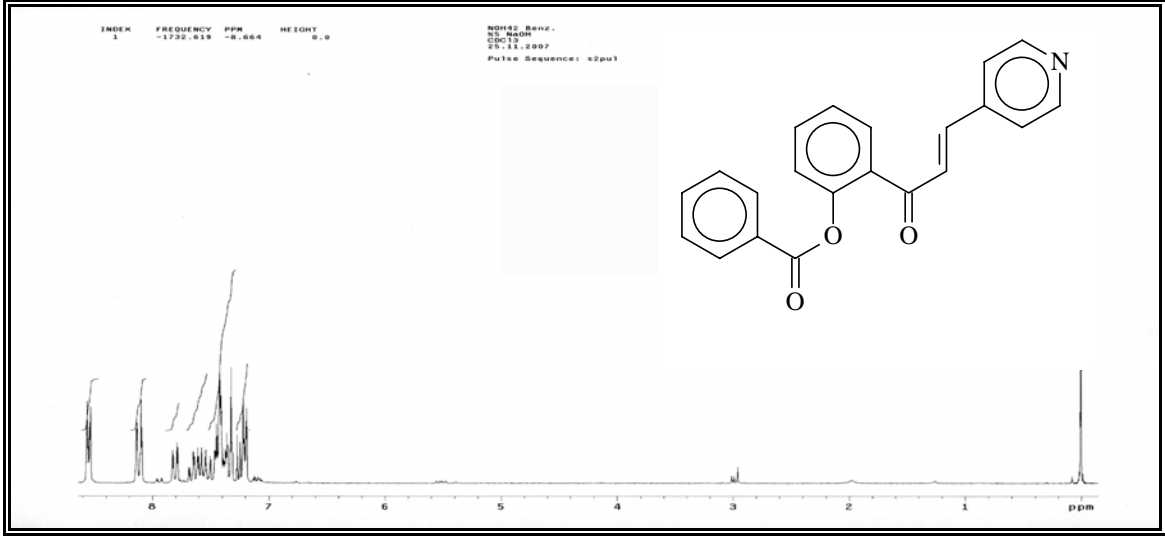 INDEX FREQUENCY PPM HEIGHT
1 -1732.619 -8.664 0.0
NOH42 Benz.
%5 NaOH
CDCl3
25.11.2007
Pulse Sequence: s2pul
N
O
O
O
8 7 6 5 4 3 2 1 ppm